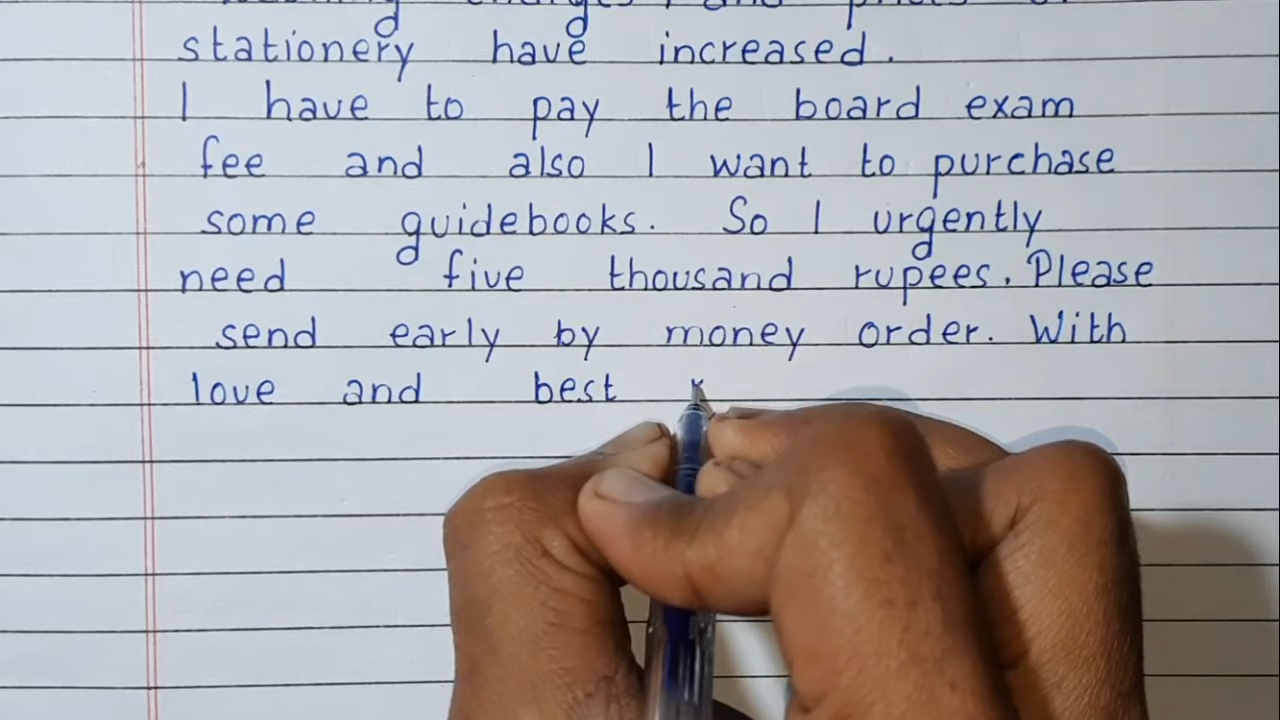 stationery have increased.
I have to pay the board exam
fee and also I want to purchase
some guidebooks. So I urgently
need five thousand rupees. Please
send early by money order. With
love and best